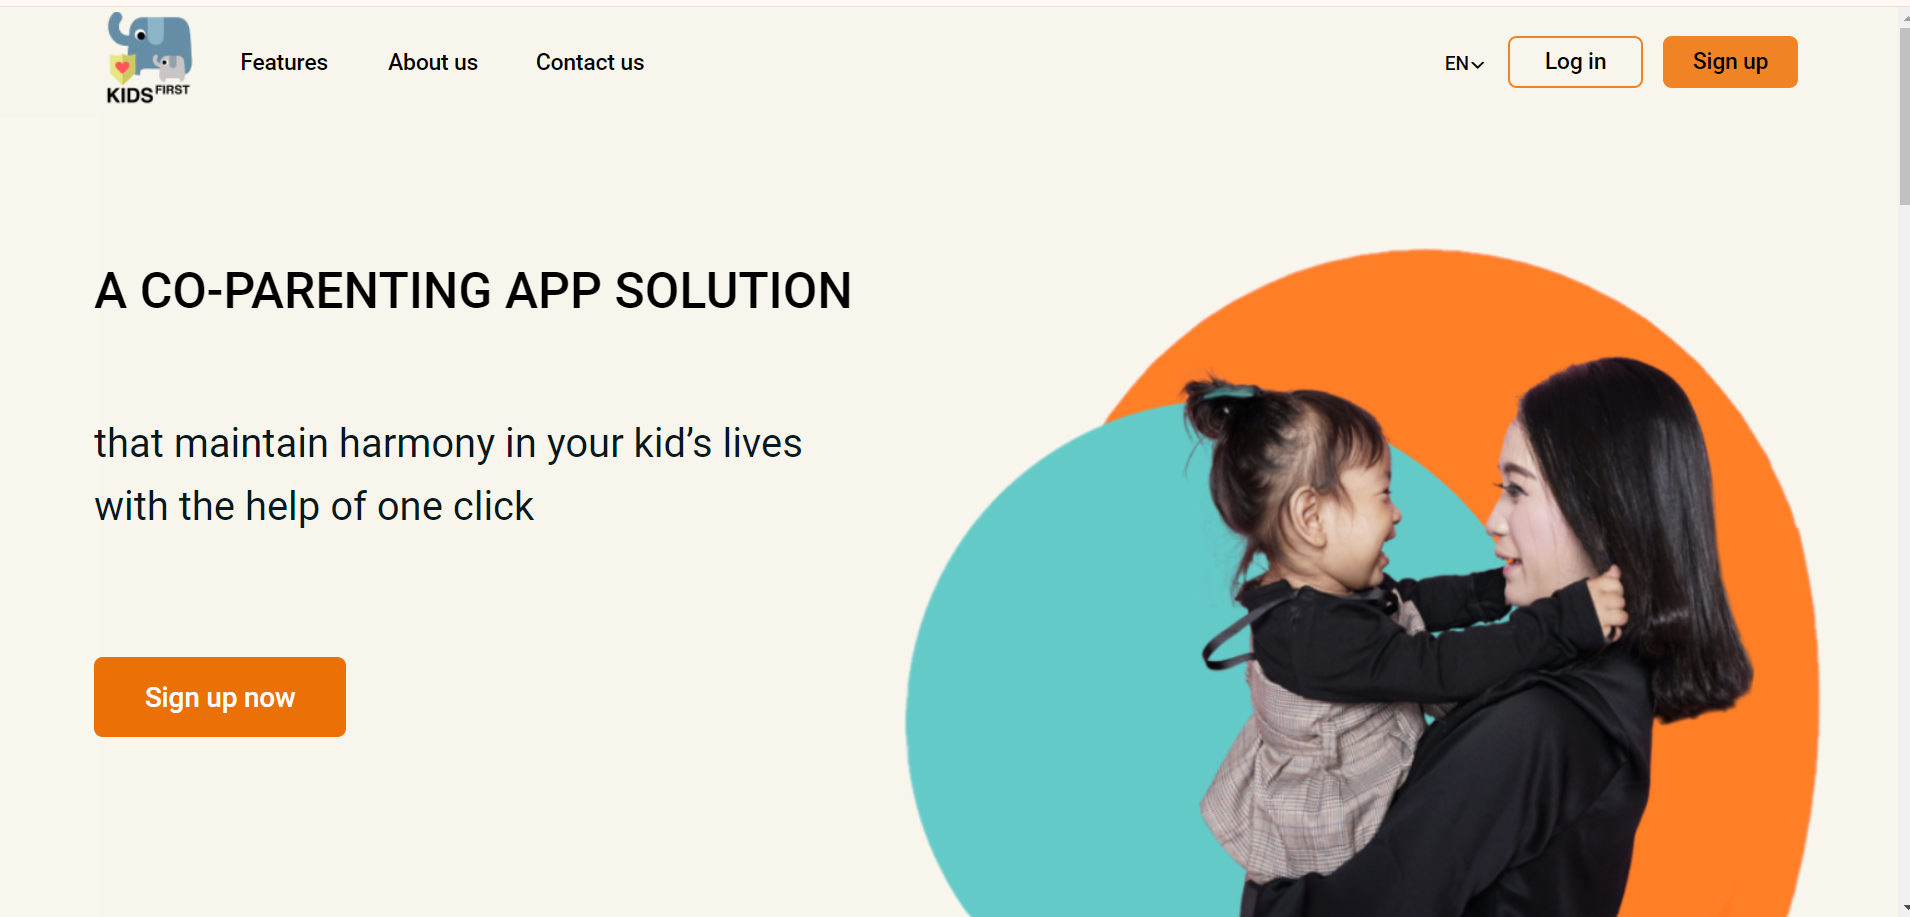 KIDS FIRST
Features
About us
Contact us
EN
Log in
Sign up
A CO-PARENTING APP SOLUTION
that maintain harmony in your kid’s lives
with the help of one click
Sign up now